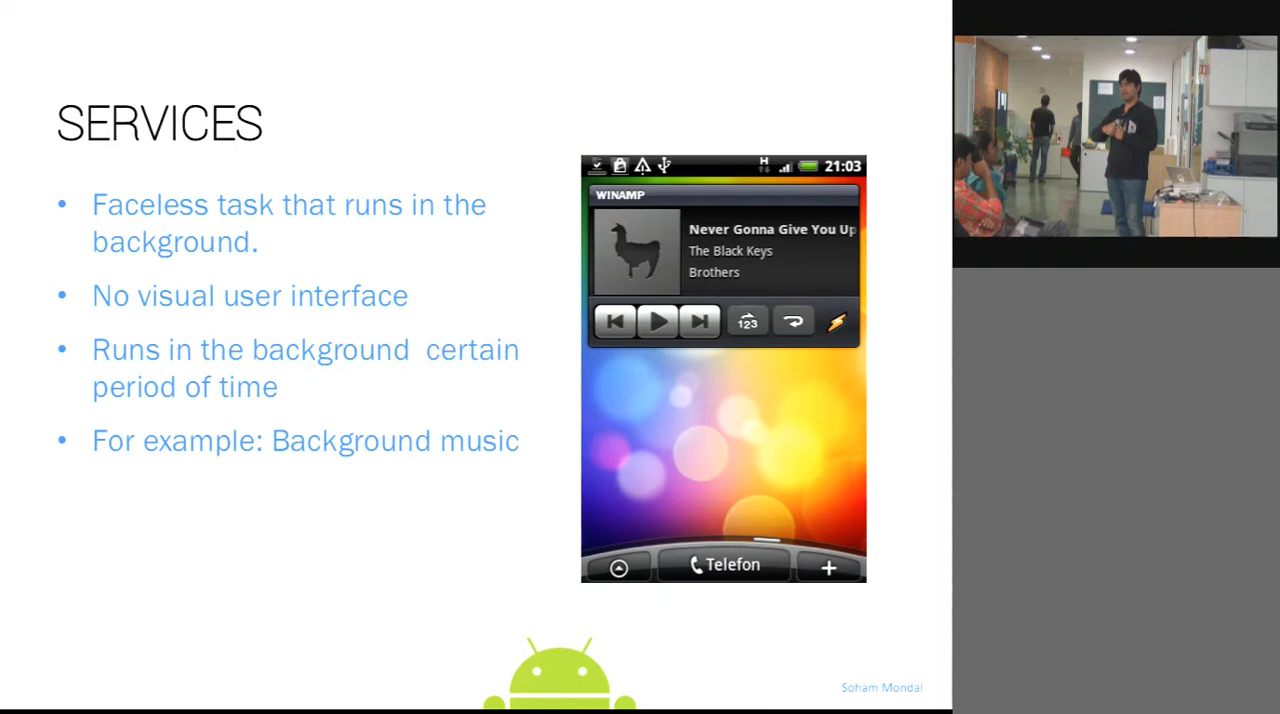 SERVICES
• Faceless task that runs in the
background.
• No visual user interface
• Runs in the background  certain
period of time
• For example: Background music
H
21:03
WINAMP
Never Gonna Give You Up
The Black Keys
Brothers
123
Telefon
Soham Mondal